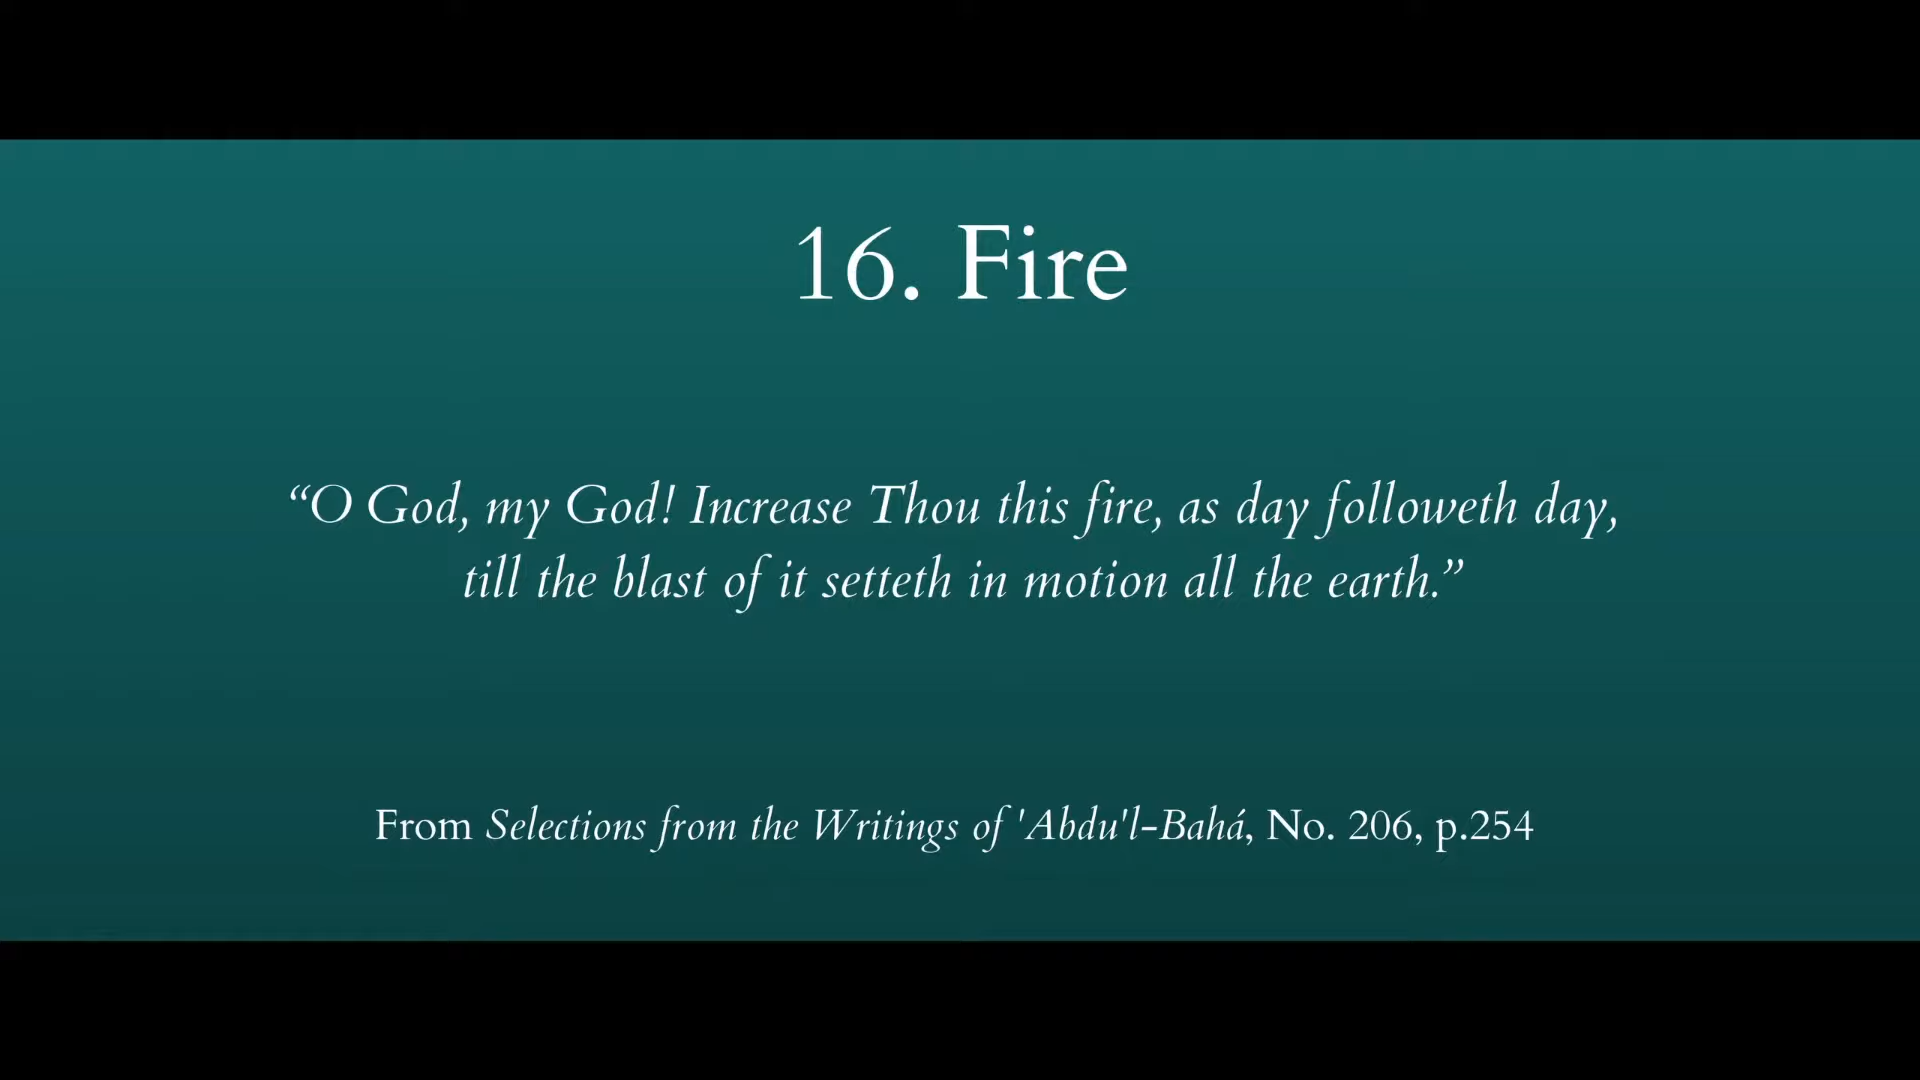 16. Fire
“O God, my God! Increase Thou this fire, as day followeth day,
till the blast of it setteth in motion all the earth.”
From Selections from the Writings of 'Abdu'l-Bahá, No. 206, p.254